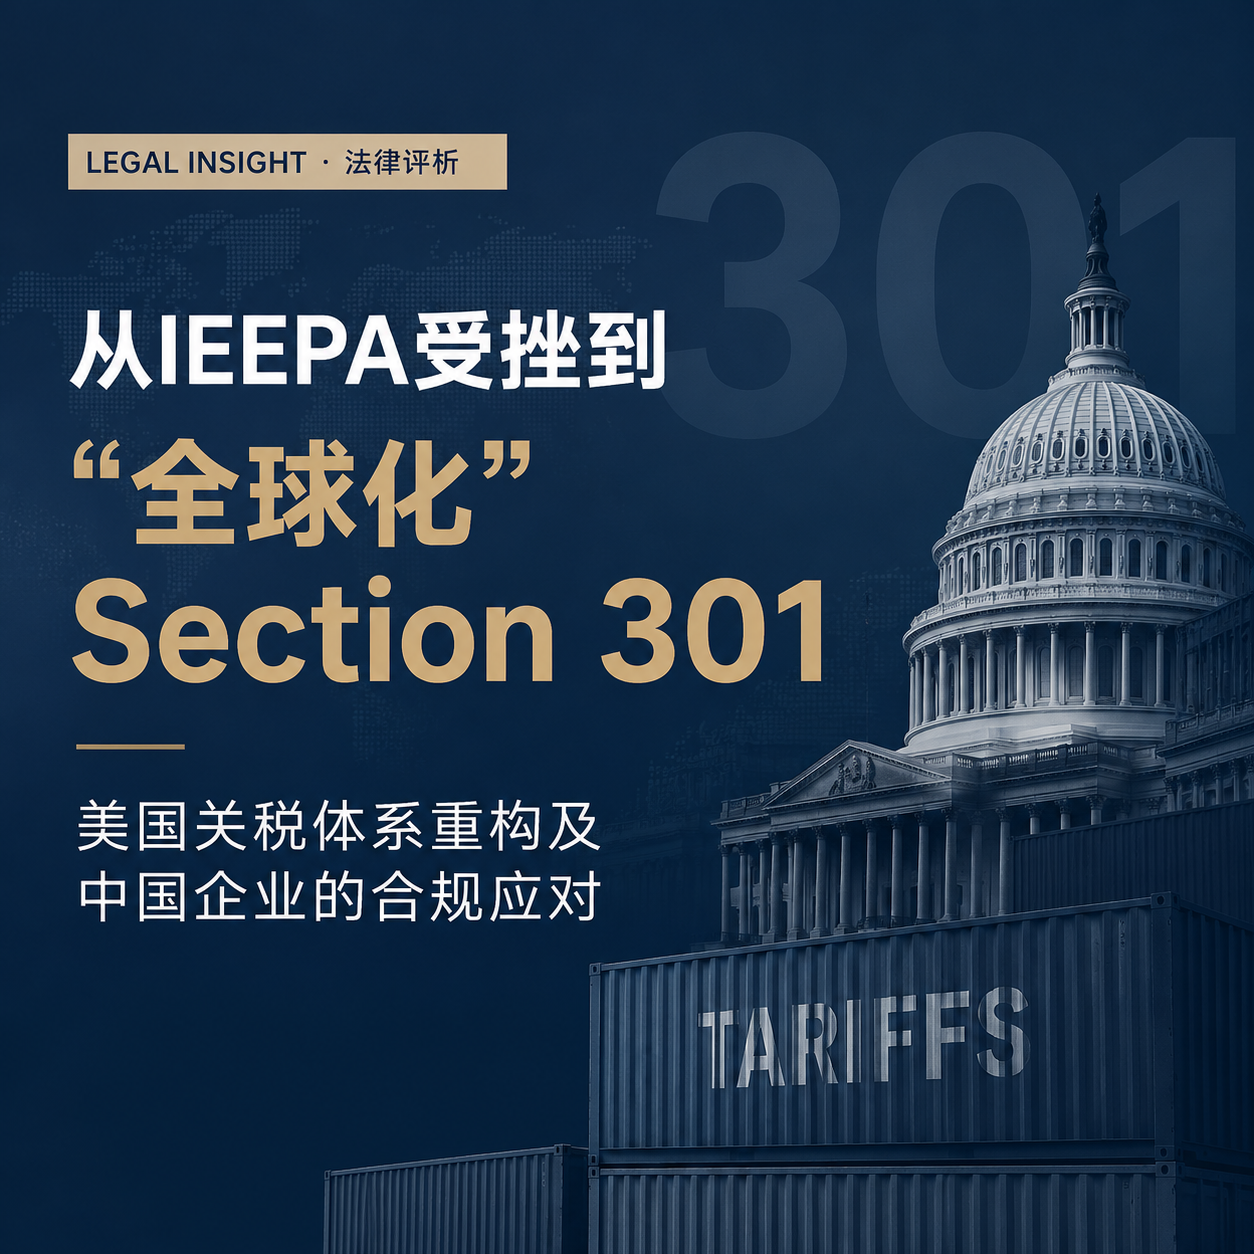 301
LEGAL INSIGHT · 法律评析
从IEEPA受挫到
“全球化”
Section 301
美国关税体系重构及
中国企业的合规应对
TARIFFS